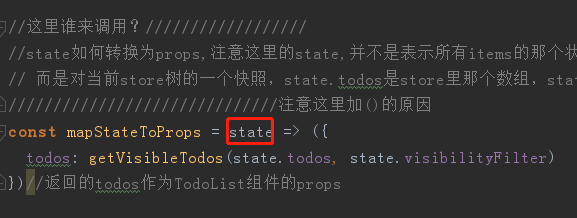 //这里谁来调用？//////////////////
//state如何转换为props,注意这里的state,并不是表示所有items的那个状
// 而是对当前store树的一个快照，state.todos是store里那个数组，stat
//////////////////////////////注意这里加()的原因
const mapStateToProps = state => ({
todos: getVisibleTodos(state.todos, state.visibilityFilter)
})//返回的todos作为TodoList组件的props